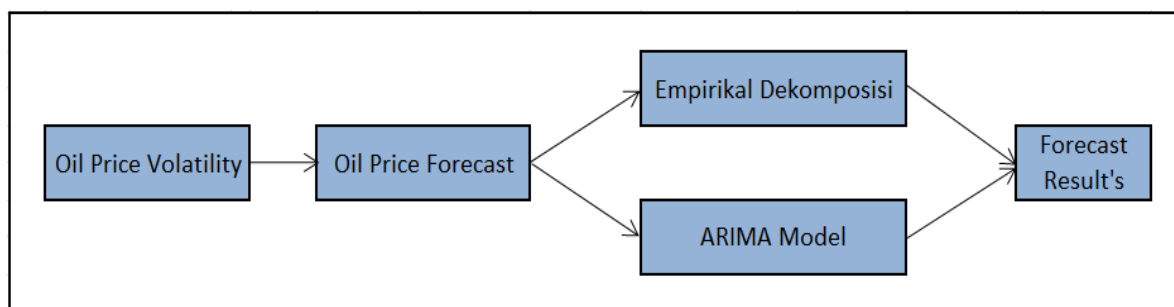 Oil Price Volatility
Oil Price Forecast
Empirikal Dekomposisi
ARIMA Model
Forecast
Result's